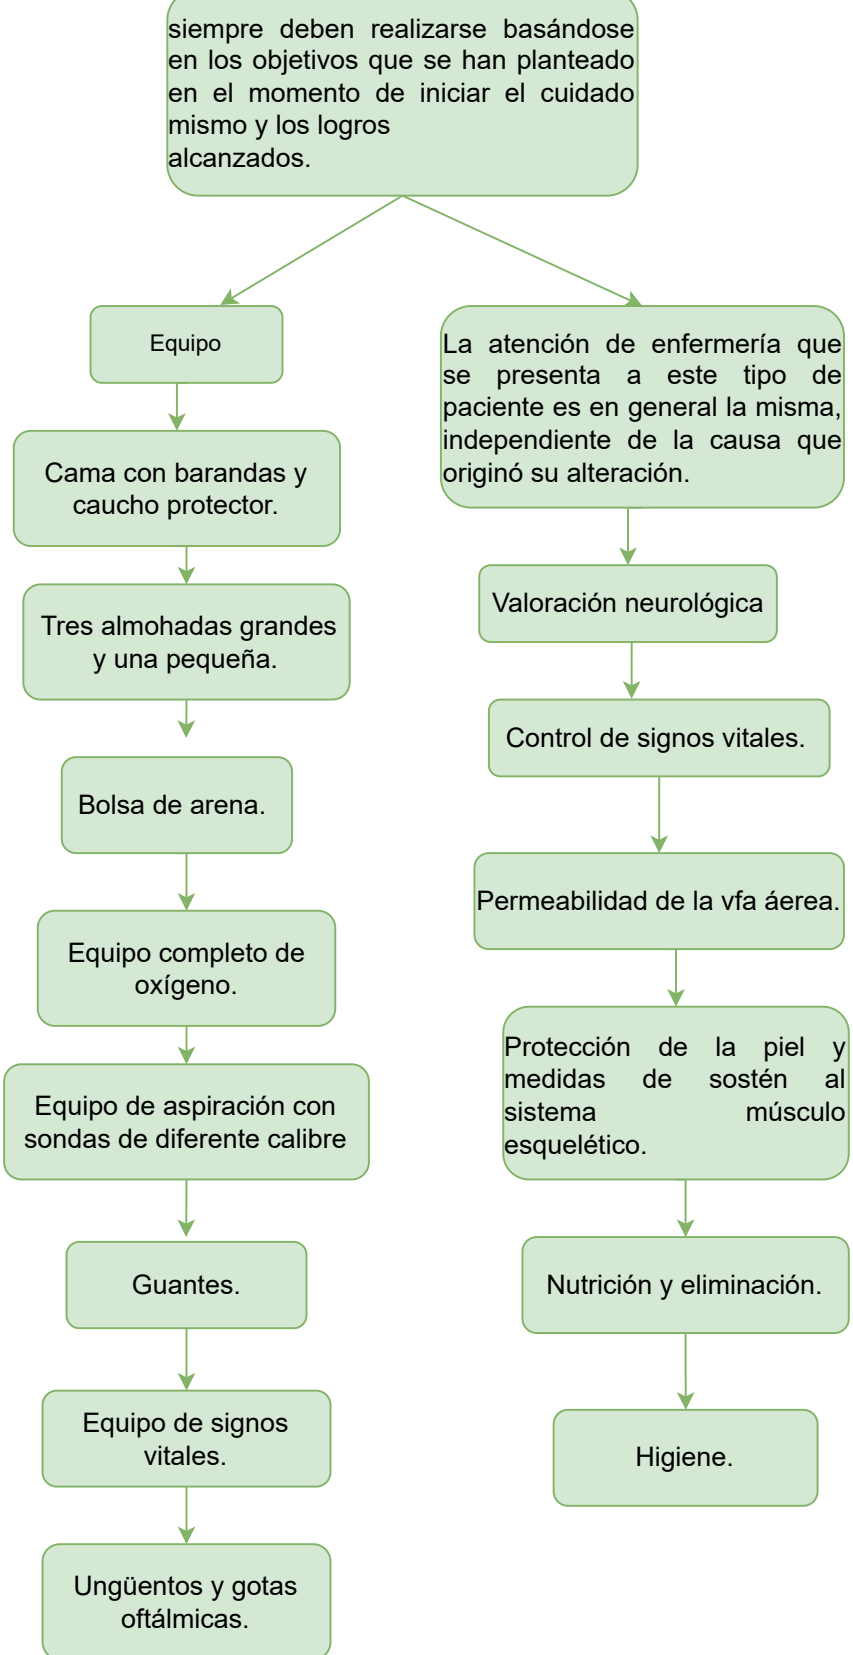 siempre deben realizarse basándose
en los objetivos que se han planteado
en el momento de iniciar el cuidado
mismo y los logros
alcanzados.
Equipo
Cama con barandas y
caucho protector.
Tres almohadas grandes
y una pequeña.
Bolsa de arena.
Equipo completo de
oxígeno.
Equipo de aspiración con
sondas de diferente calibre
Guantes.
Equipo de signos
vitales.
Ungüentos y gotas
oftálmicas.
La atención de enfermería que
se presenta a este tipo de
paciente es en general la misma,
independiente de la causa que
originó su alteración.
Valoración neurológica
Control de signos vitales.
Permeabilidad de la vfa áerea.
Protección de la piel y
medidas de sostén al
sistema músculo
esquelético.
Nutrición y eliminación.
Higiene.